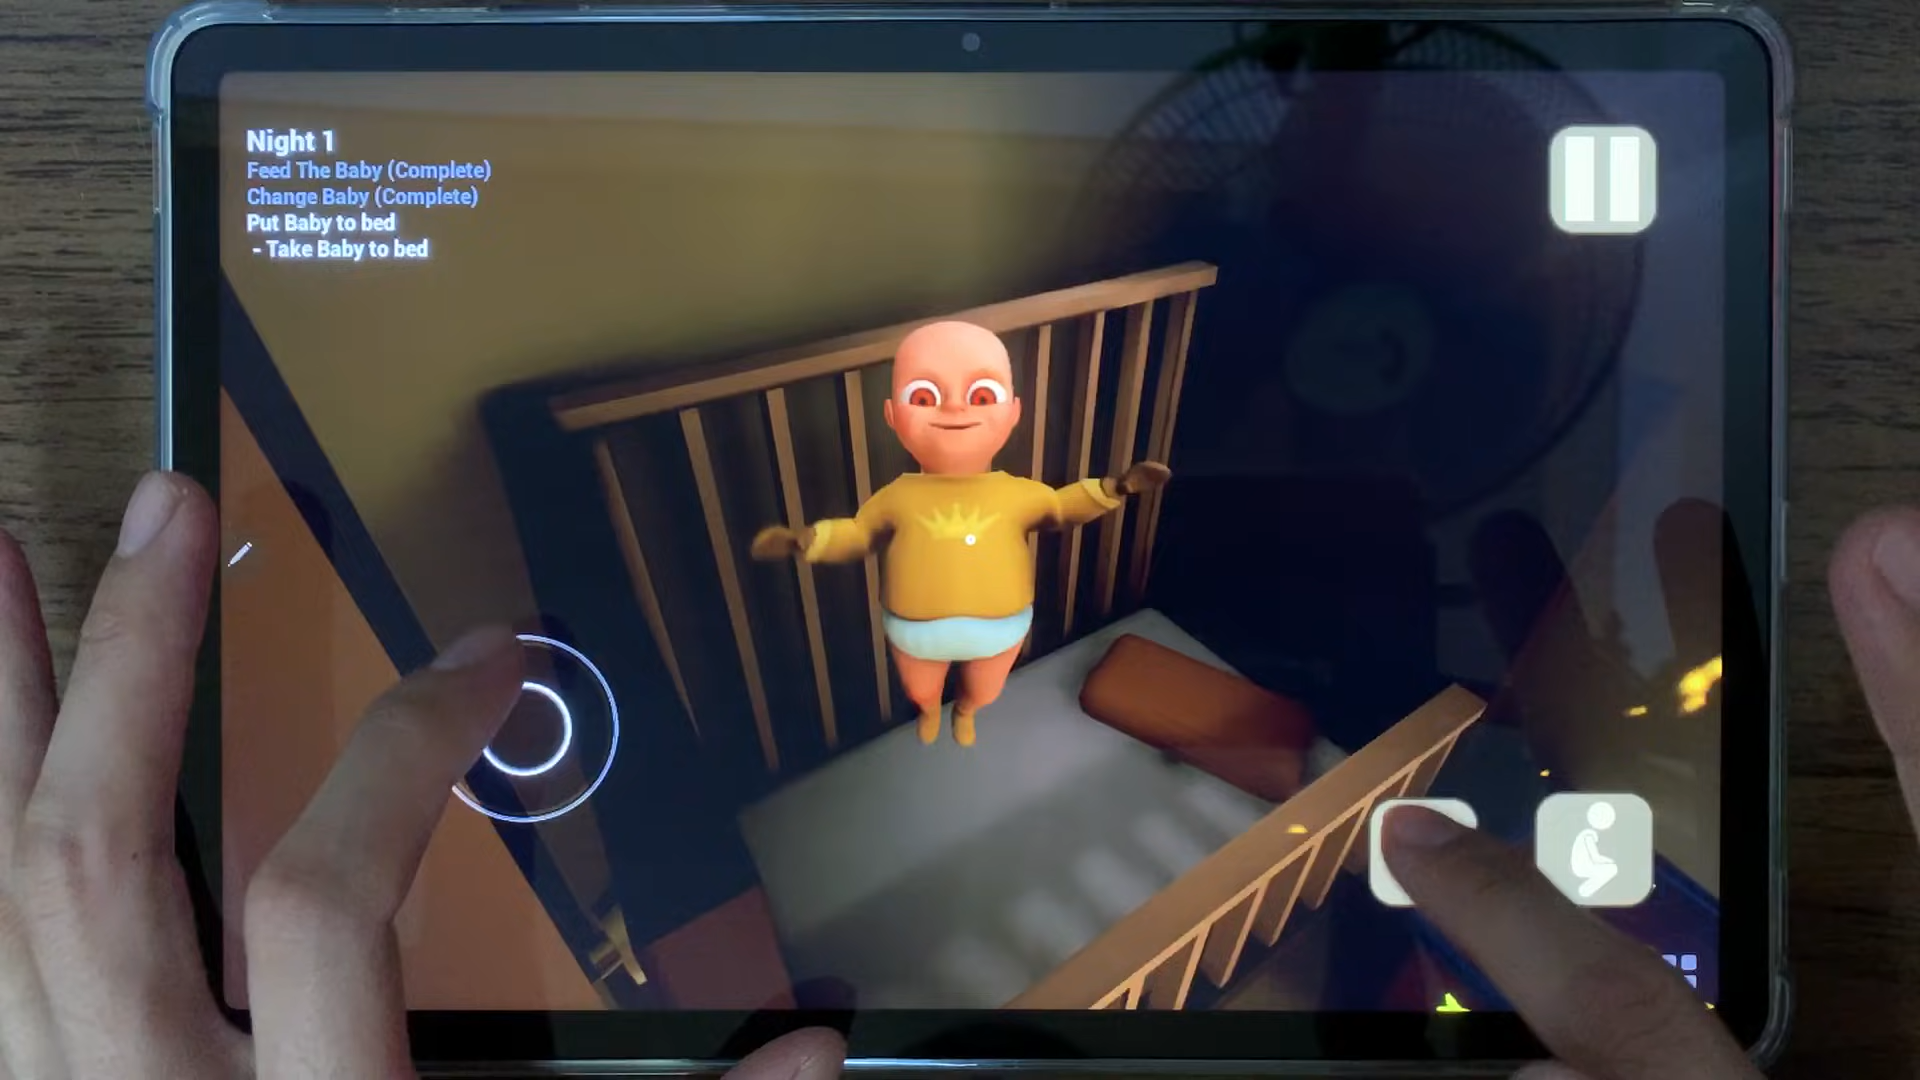 Night 1
Feed The Baby (Complete)
Change Baby (Complete)
Put Baby to bed
- Take Baby to bed